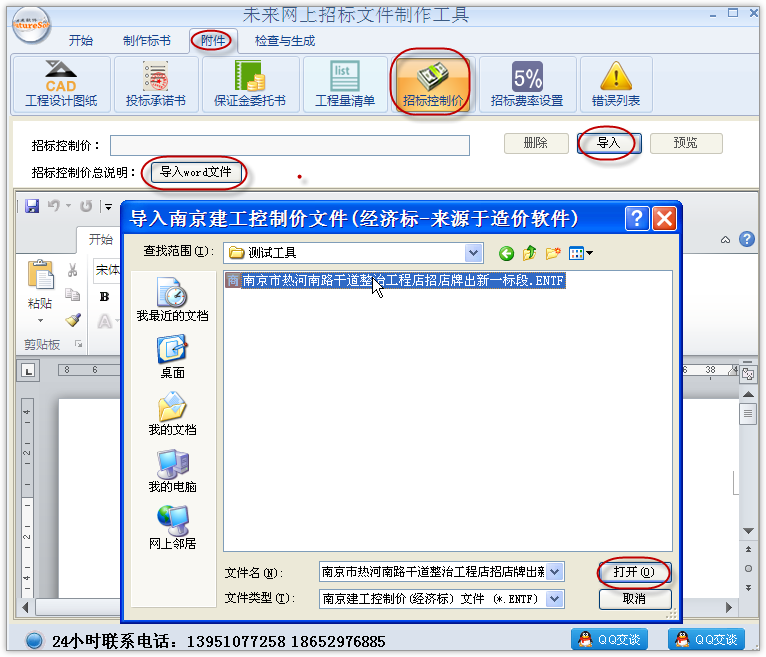 未来网上招标文件制作工具
未来软件
开始 制作标书 附件 检查与生成
CAD list 5%
工程设计图纸 投标承诺书 保证金委托书 工程量清单 招标控制价 招标费率设置 错误列表
招标控制价： 删除 导入 预览
招标控制价总说明： 导入word文件
开始
粘贴 宋体
B
A
剪贴板
导入南京建工控制价文件(经济标-来源于造价软件)
查找范围(I): 测试工具
南京市热河南路干道整治工程店招店牌出新一标段.ENTF
我最近的文档
桌面
我的文档
我的电脑
网上邻居
文件名(N): 南京市热河南路干道整治工程店招店牌出新 打开(O)
文件类型(T): 南京建工控制价(经济标)文件 (*.ENTF) 取消
L 8 6 38
4
2
2
4
24小时联系电话：13951077258 18652976885 QQ交谈 QQ交谈